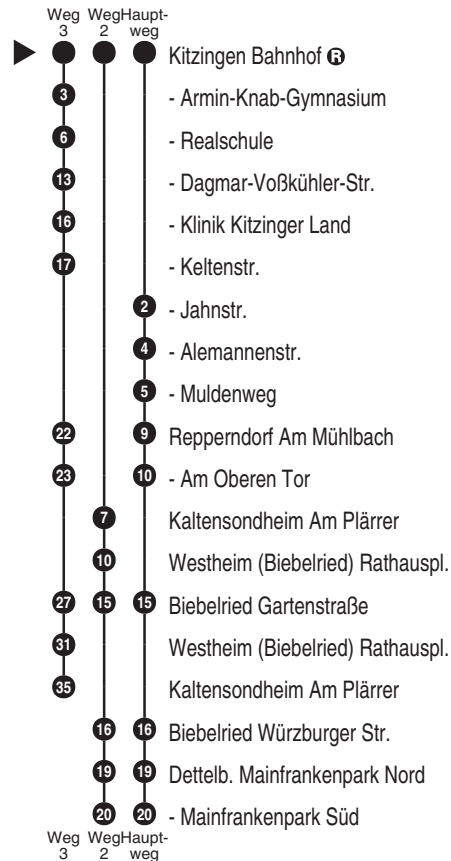 Weg WegHaupt-
3 2 weg
Kitzingen Bahnhof R
3 - Armin-Knab-Gymnasium
6 - Realschule
13 - Dagmar-Voßkühler-Str.
16 - Klinik Kitzinger Land
17 - Keltenstr.
2 - Jahnstr.
4 - Alemannenstr.
5 - Muldenweg
22 9 Repperndorf Am Mühlbach
23 10 - Am Oberen Tor
7 Kaltensondheim Am Plärrer
10 Westheim (Biebelried) Rathauspl.
27 15 15 Biebelried Gartenstraße
31 Westheim (Biebelried) Rathauspl.
35 Kaltensondheim Am Plärrer
16 16 Biebelried Würzburger Str.
19 19 Dettelb. Mainfrankenpark Nord
20 20 - Mainfrankenpark Süd
Weg WegHaupt-
3 2 weg